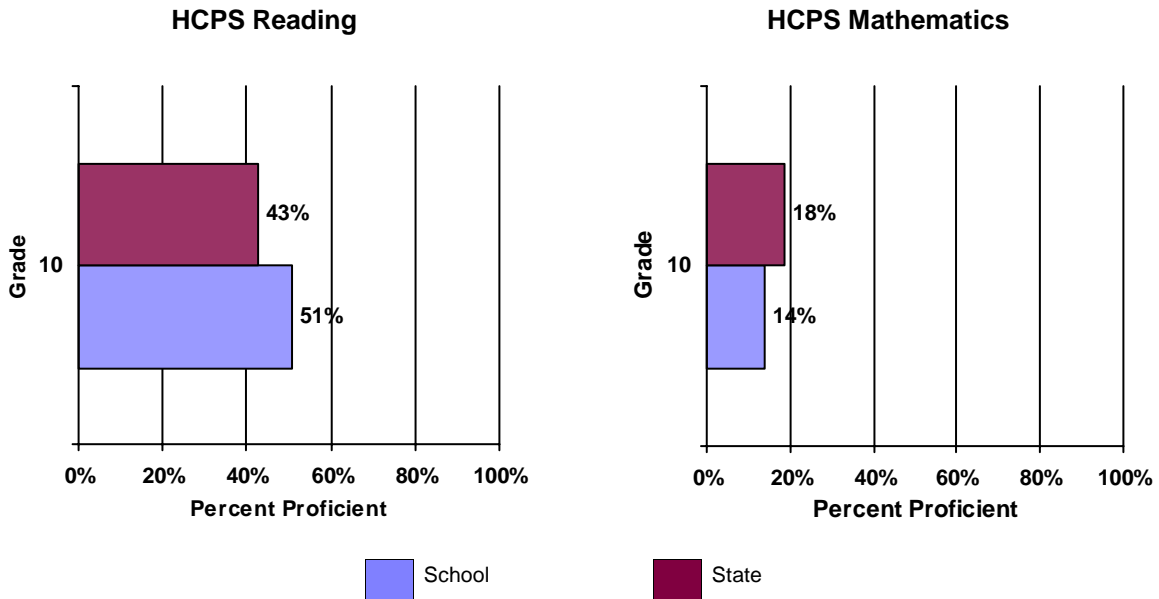 HCPS Reading
Grade
10
43%
51%
0% 20% 40% 60% 80% 100%
Percent Proficient
HCPS Mathematics
Grade
10
18%
14%
0% 20% 40% 60% 80% 100%
Percent Proficient
School
State